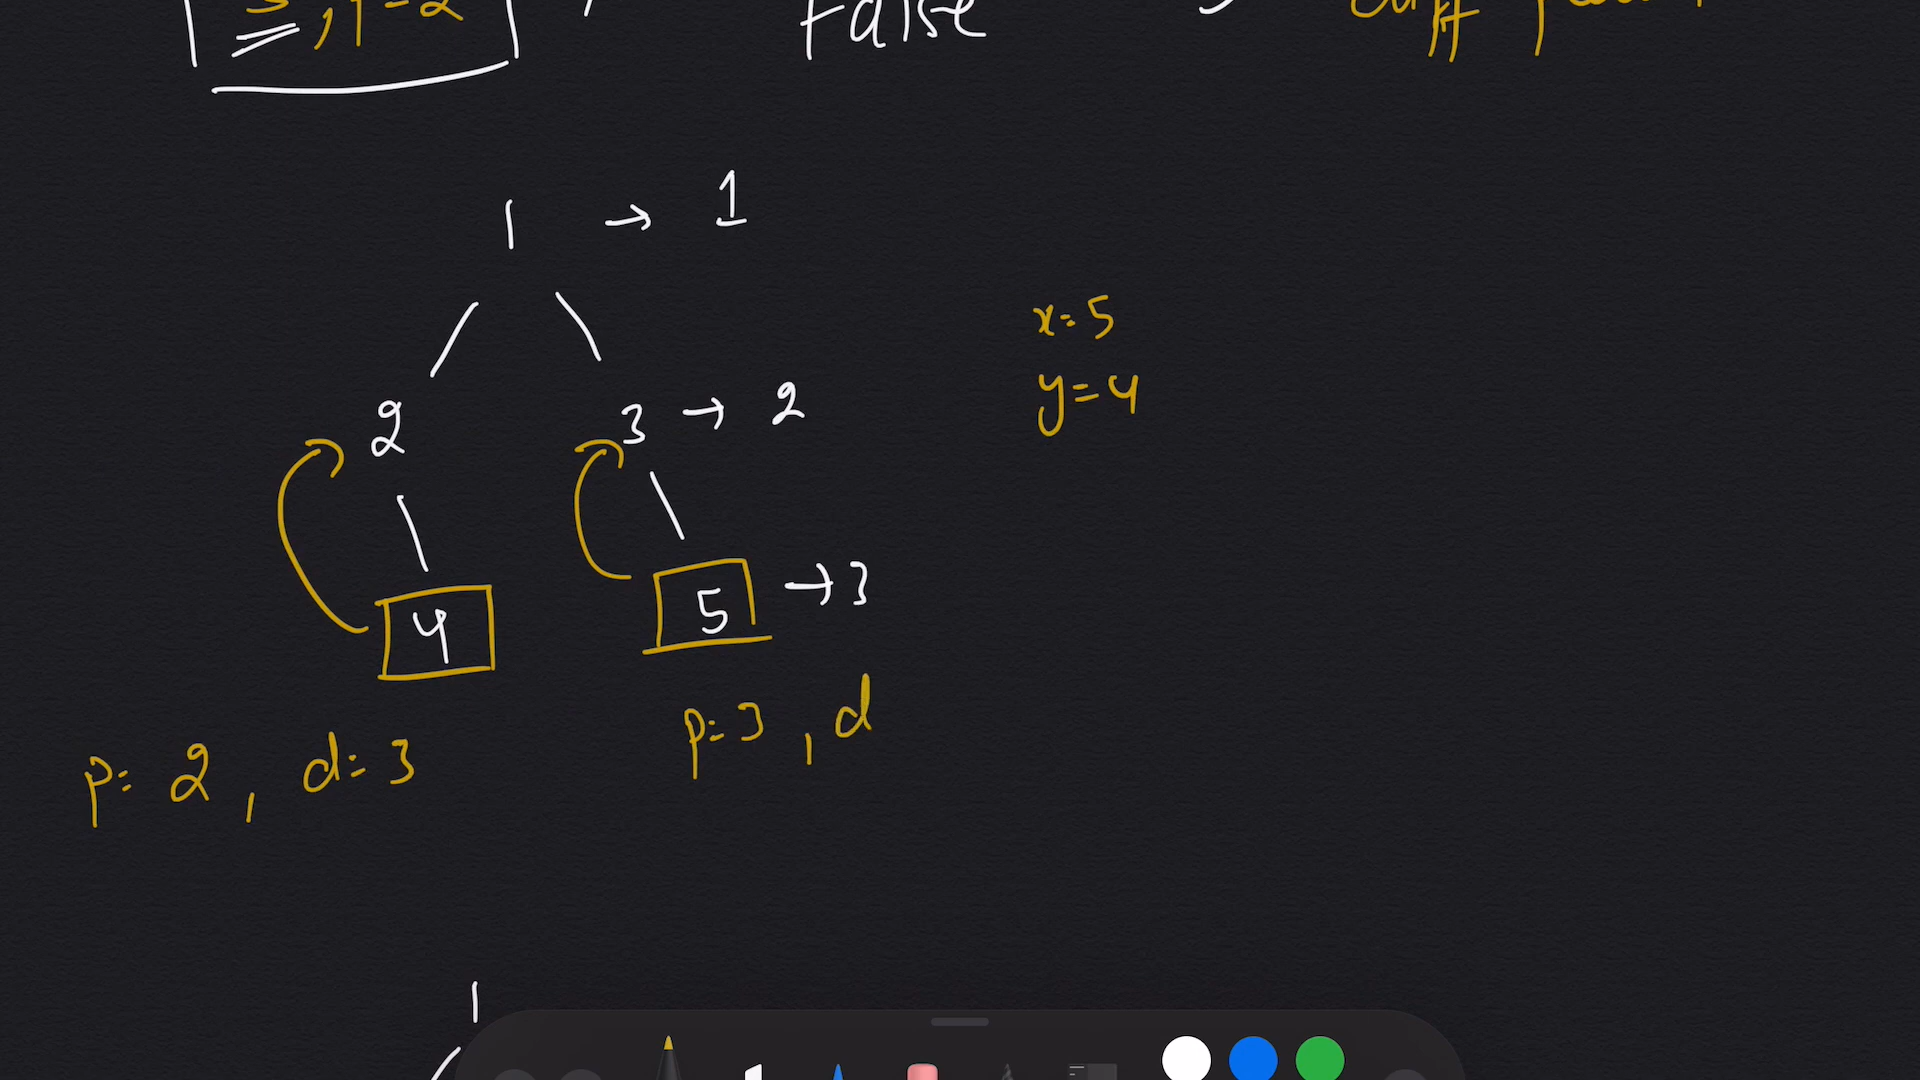 False
1 → 1
x=5
y=4
2 3 → 2
4 5 → 3
p=3, d
p=2, d=3
1